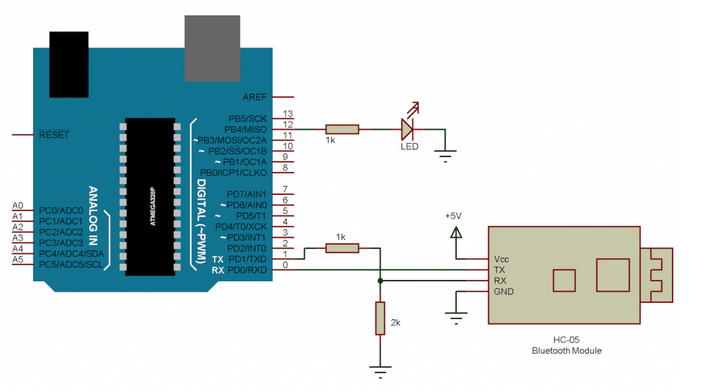 AREF
RESET
13
PB5/SCK
12
PB4/MISO
11
~PB3/MOSI/OC2A
10
~ PB2/SS/OC1B
9
~ PB1/OC1A
8
PB0/ICP1/CLKO
1k
LED
ATMEGA328P
ANALOG IN
DIGITAL (~PWM)
7
PD7/AIN1
6
~ PD6/AIN0
5
~ PD5/T1
4
PD4/T0/XCK
3
~ PD3/INT1
2
PD2/INT0
1
TX PD1/TXD
0
RX PD0/RXD
A0
PC0/ADC0
A1
PC1/ADC1
A2
PC2/ADC2
A3
PC3/ADC3
A4
PC4/ADC4/SDA
A5
PC5/ADC5/SCL
1k
2k
+5V
Vcc
TX
RX
GND
HC-05
Bluetooth Module